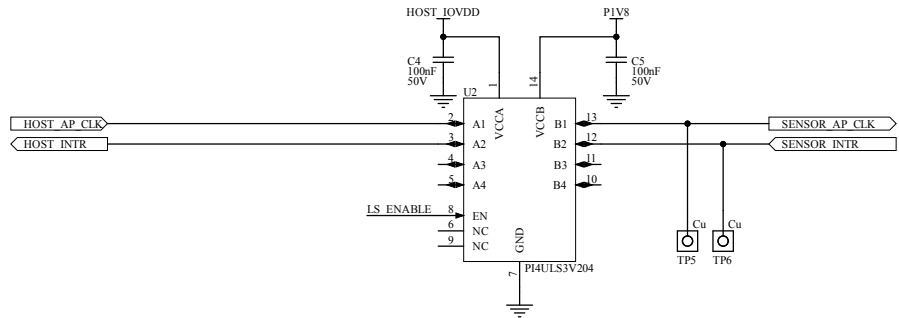 HOST_IOVDD
P1V8
C4
100nF
50V
C5
100nF
50V
1
14
U2
VCCA
VCCB
HOST_AP_CLK
2
A1
B1
13
SENSOR_AP_CLK
HOST_INTR
3
A2
B2
12
SENSOR_INTR
4
A3
B3
11
5
A4
B4
10
LS_ENABLE
8
EN
6
NC
9
NC
GND
7
PI4ULS3V204
Cu
Cu
TP5
TP6